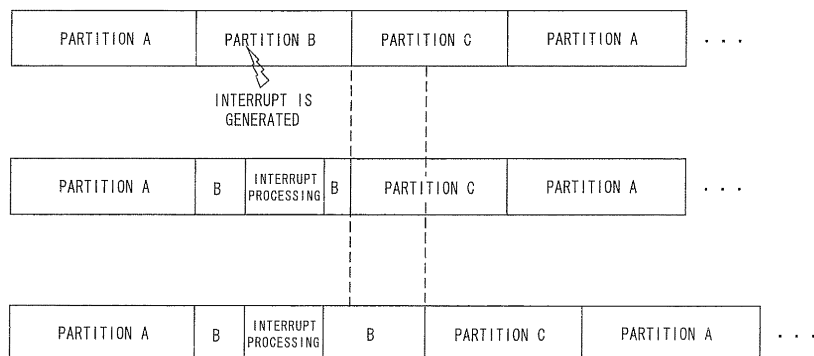 PARTITION A PARTITION B PARTITION C PARTITION A . . .
INTERRUPT IS
GENERATED
PARTITION A B INTERRUPT PROCESSING B PARTITION C PARTITION A . . .
PARTITION A B INTERRUPT PROCESSING B PARTITION C PARTITION A . . .